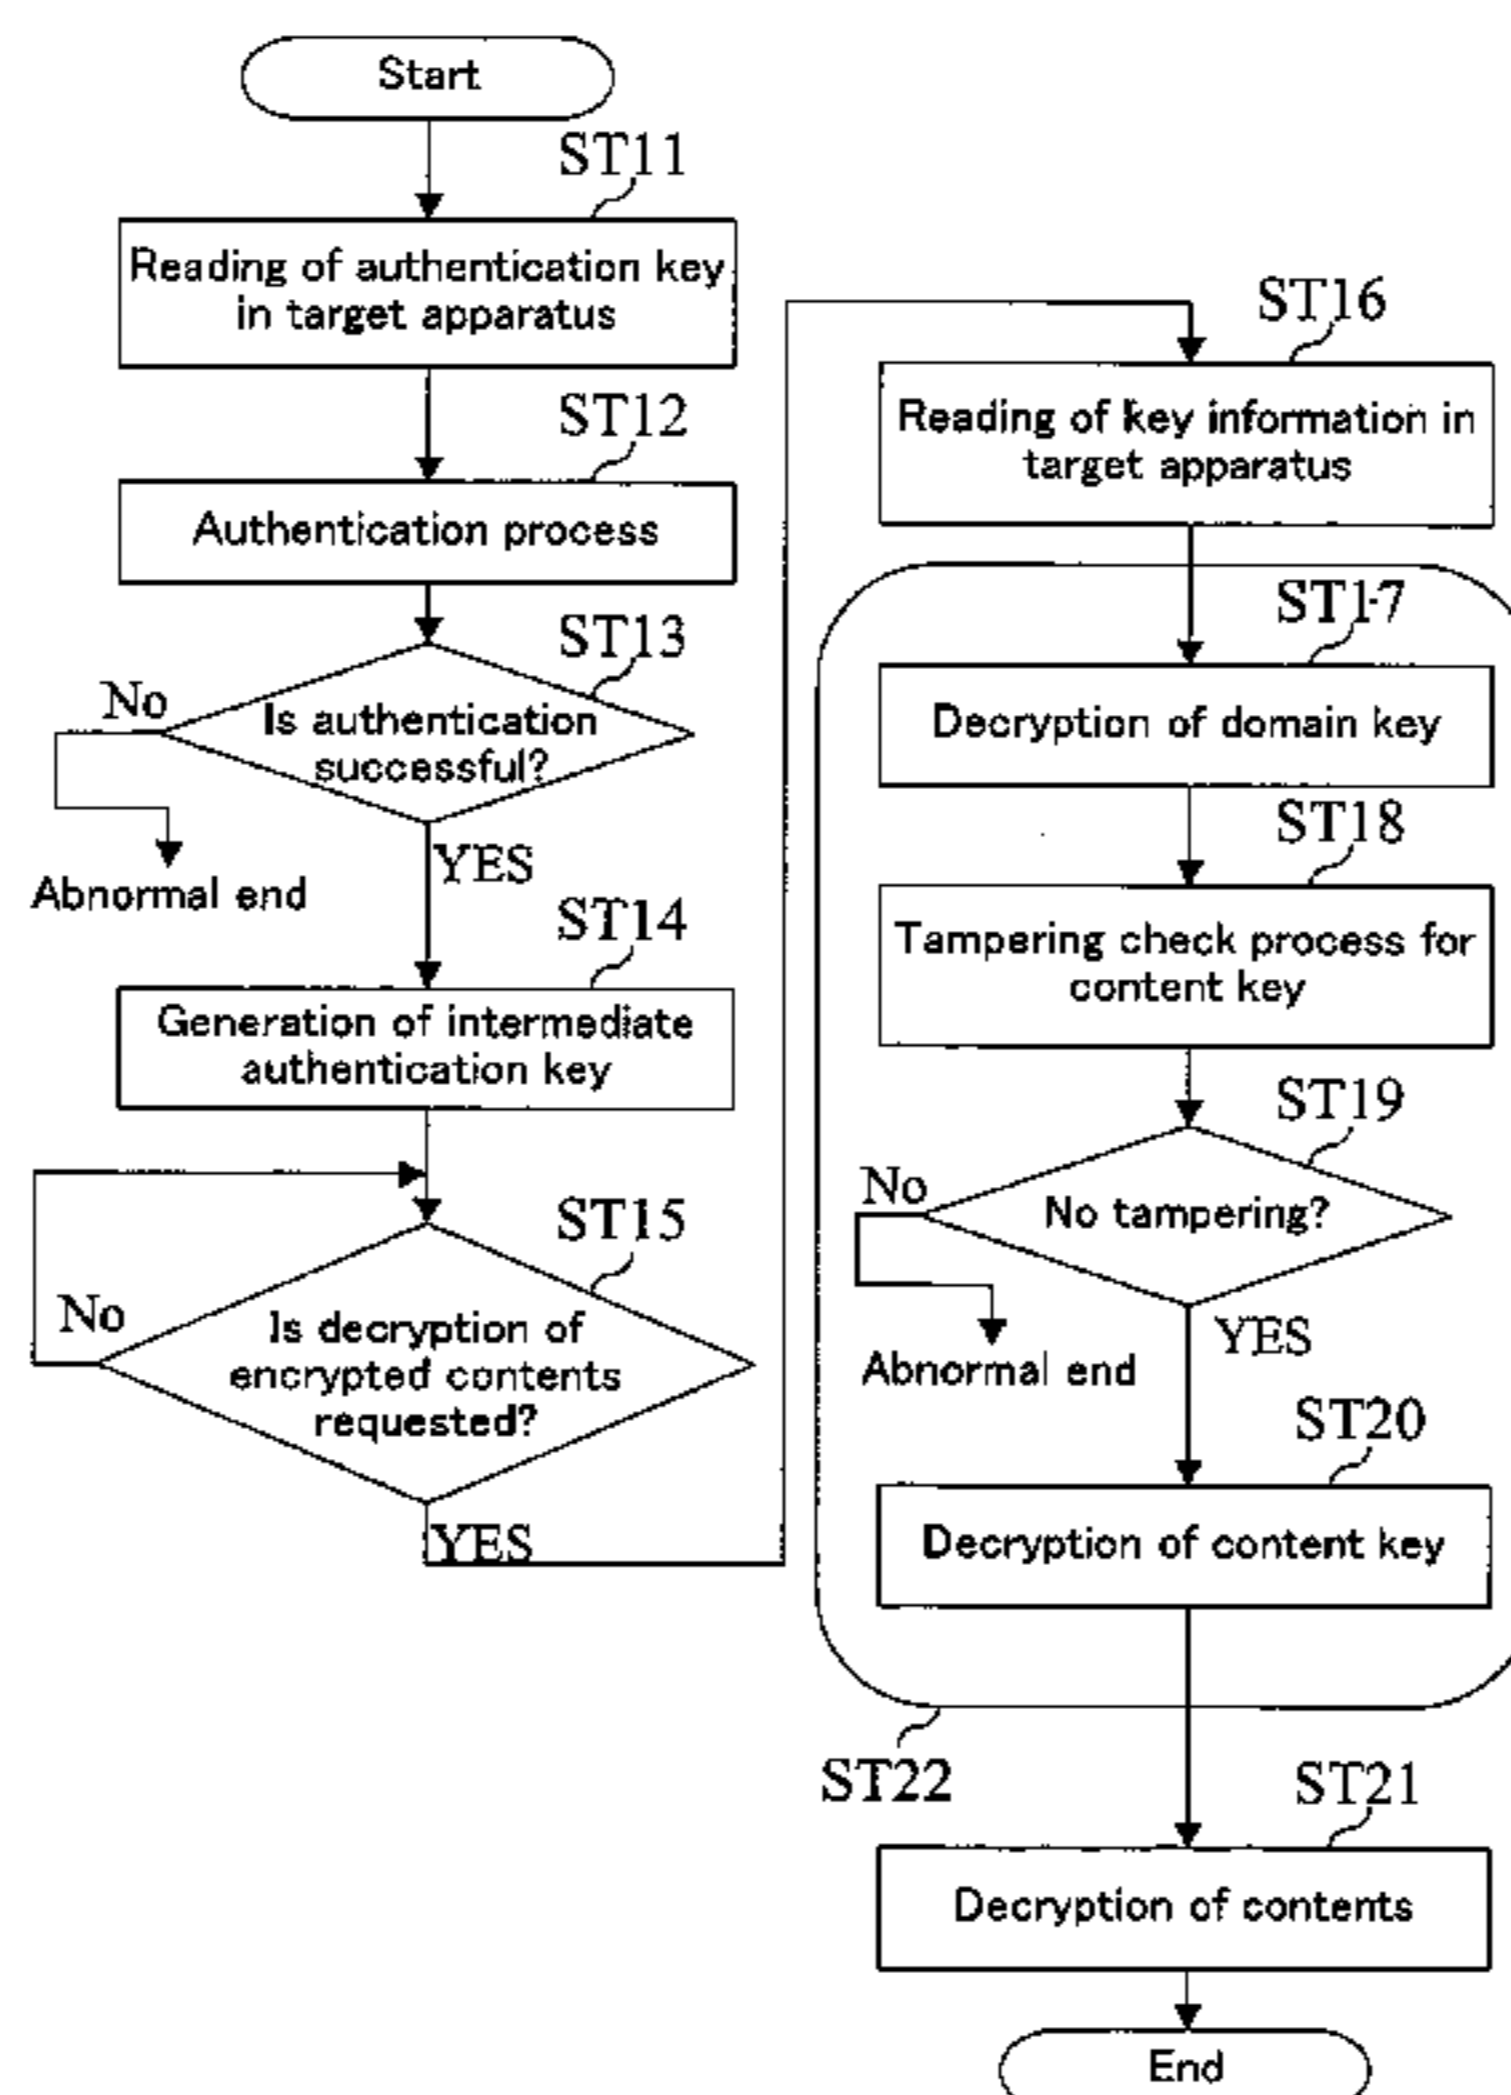 Start
ST11
Reading of authentication key
in target apparatus
ST12
Authentication process
ST13
No
Is authentication
successful?
YES
Abnormal end
ST14
Generation of intermediate
authentication key
ST15
No
Is decryption of
encrypted contents
requested?
YES
ST16
Reading of key information in
target apparatus
ST17
Decryption of domain key
ST18
Tampering check process for
content key
ST19
No
No tampering?
YES
Abnormal end
ST20
Decryption of content key
ST22
ST21
Decryption of contents
End